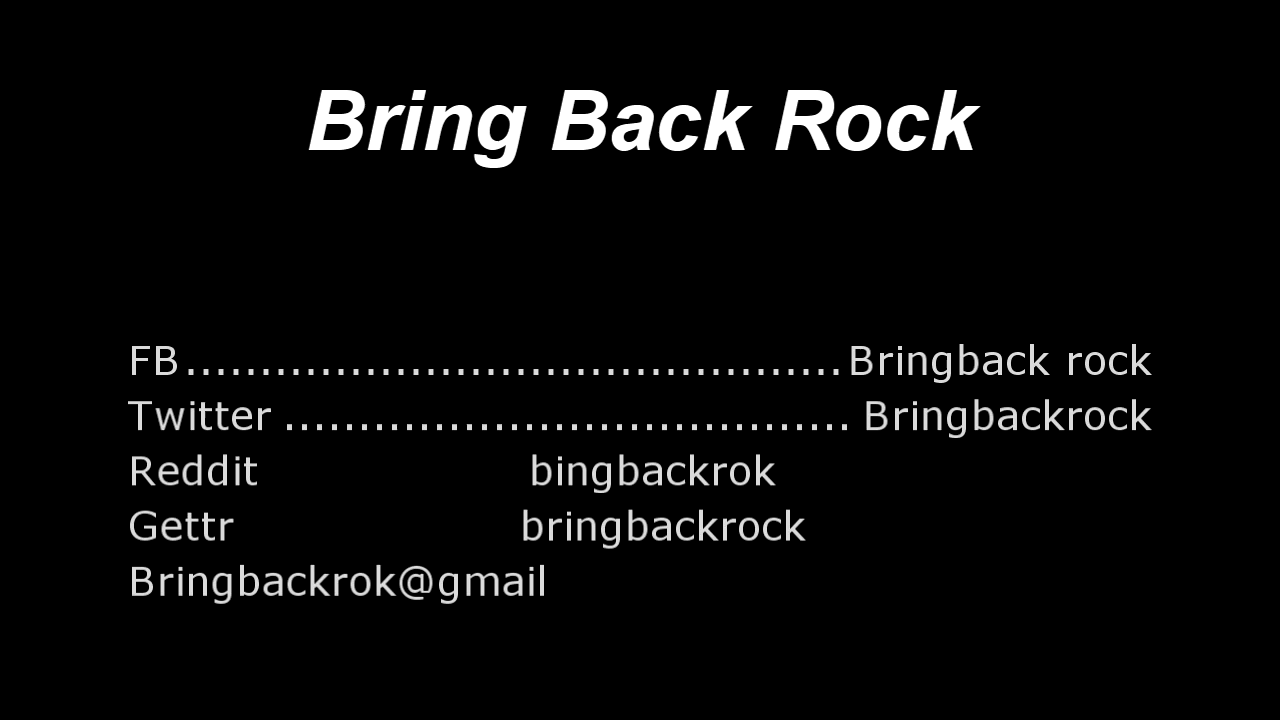 Bring Back Rock
FB............................................Bringback rock
Twitter ...................................... Bringbackrock
Reddit bingbackrok
Gettr bringbackrock
Bringbackrok@gmail